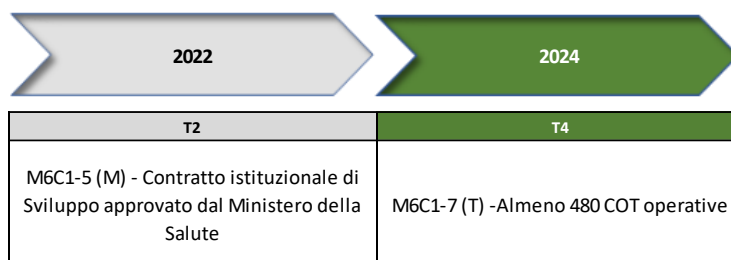 2022
2024
T2
T4
M6C1-5 (M) - Contratto istituzionale di
Sviluppo approvato dal Ministero della
Salute
M6C1-7 (T) -Almeno 480 COT operative